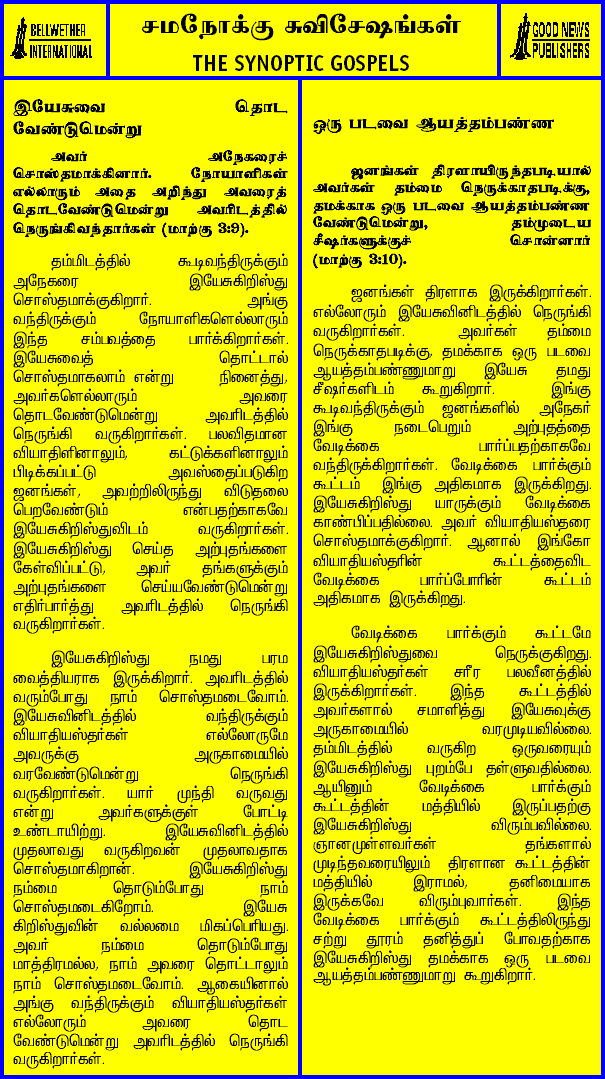 BELLWETHER
INTERNATIONAL
சமநோக்கு சுவிசேஷங்கள்
THE SYNOPTIC GOSPELS
GOOD NEWS
PUBLISHERS
இயேசுவை தொட
வேண்டுமென்று
அவர் அநேகரைச்
சொஸ்தமாக்கினார். நோயாளிகள்
எல்லாரும் அதை அறிந்து அவரைத்
தொடவேண்டுமென்று அவரிடத்தில்
நெருங்கிவந்தார்கள் (மாற்கு 3:9).
தம்மிடத்தில் கூடிவந்திருக்கும்
அநேகரை இயேசுகிறிஸ்து
சொஸ்தமாக்குகிறார். அங்கு
வந்திருக்கும் நோயாளிகளெல்லாரும்
இந்த சம்பவத்தை பார்க்கிறார்கள்.
இயேசுவைத் தொட்டால்
சொஸ்தமாகலாம் என்று நினைத்து,
அவர்களெல்லாரும் அவரை
தொடவேண்டுமென்று அவரிடத்தில்
நெருங்கி வருகிறார்கள். பலவிதமான
வியாதிளினாலும், கட்டுக்களினாலும்
பிடிக்கப்பட்டு அவஸ்தைப்படுகிற
ஜனங்கள், அவற்றிலிருந்து விடுதலை
பெறவேண்டும் என்பதற்காகவே
இயேசுகிறிஸ்துவிடம் வருகிறார்கள்.
இயேசுகிறிஸ்து செய்த அற்புதங்களை
கேள்விப்பட்டு, அவர் தங்களுக்கும்
அற்புதங்களை செய்யவேண்டுமென்று
எதிர்பார்த்து அவரிடத்தில் நெருங்கி
வருகிறார்கள்.
இயேசுகிறிஸ்து நமது பரம
வைத்தியராக இருக்கிறார். அவரிடத்தில்
வரும்போது நாம் சொஸ்தமடைவோம்.
இயேசுவினிடத்தில் வந்திருக்கும்
வியாதியஸ்தர்கள் எல்லோருமே
அவருக்கு அருகாமையில்
வரவேண்டுமென்று நெருங்கி
வருகிறார்கள். யார் முந்தி வருவது
என்று அவர்களுக்குள் போட்டி
உண்டாயிற்று. இயேசுவினிடத்தில்
முதலாவது வருகிறவன் முதலாவதாக
சொஸ்தமாகிறான். இயேசுகிறிஸ்து
நம்மை தொடும்போது நாம்
சொஸ்தமடைகிறோம். இயேசு
கிறிஸ்துவின் வல்லமை மிகப்பெரியது.
அவர் நம்மை தொடும்போது
மாத்திரமல்ல, நாம் அவரை தொட்டாலும்
நாம் சொஸ்தமடைவோம். ஆகையினால்
அங்கு வந்திருக்கும் வியாதியஸ்தர்கள்
எல்லோரும் அவரை தொட
வேண்டுமென்று அவரிடத்தில் நெருங்கி
வருகிறார்கள்.
ஒரு படவை ஆயத்தம்பண்ண
ஜனங்கள் திரளாயிருந்தபடியால்
அவர்கள் தம்மை நெருக்காதபடிக்கு,
தமக்காக ஒரு படவை ஆயத்தம்பண்ண
வேண்டுமென்று, தம்முடைய
சீஷர்களுக்குச் சொன்னார்
(மாற்கு 3:10).
ஜனங்கள் திரளாக இருக்கிறார்கள்.
எல்லோரும் இயேசுவினிடத்தில் நெருங்கி
வருகிறார்கள். அவர்கள் தம்மை
நெருக்காதபடிக்கு, தமக்காக ஒரு படவை
ஆயத்தம்பண்ணுமாறு இயேசு தமது
சீஷர்களிடம் கூறுகிறார். இங்கு
கூடிவந்திருக்கும் ஜனங்களில் அநேகர்
இங்கு நடைபெறும் அற்புதத்தை
வேடிக்கை பார்ப்பதற்காகவே
வந்திருக்கிறார்கள். வேடிக்கை பார்க்கும்
கூட்டம் இங்கு அதிகமாக இருக்கிறது.
இயேசுகிறிஸ்து யாருக்கும் வேடிக்கை
காண்பிப்பதில்லை. அவர் வியாதியஸ்தரை
சொஸ்தமாக்குகிறார். ஆனால் இங்கோ
வியாதியஸ்தரின் கூட்டத்தைவிட
வேடிக்கை பார்ப்போரின் கூட்டம்
அதிகமாக இருக்கிறது.
வேடிக்கை பார்க்கும் கூட்டமே
இயேசுகிறிஸ்துவை நெருக்குகிறது.
வியாதியஸ்தர்கள் சரீர பலவீனத்தில்
இருக்கிறார்கள். இந்த கூட்டத்தில்
அவர்களால் சமாளித்து இயேசுவுக்கு
அருகாமையில் வரமுடியவில்லை.
தம்மிடத்தில் வருகிற ஒருவரையும்
இயேசுகிறிஸ்து புறம்பே தள்ளுவதில்லை.
ஆயினும் வேடிக்கை பார்க்கும்
கூட்டத்தின் மத்தியில் இருப்பதற்கு
இயேசுகிறிஸ்து விரும்பவில்லை.
ஞானமுள்ளவர்கள் தங்களால்
முடிந்தவரையிலும் திரளான கூட்டத்தின்
மத்தியில் இராமல், தனிமையாக
இருக்கவே விரும்புவார்கள். இந்த
வேடிக்கை பார்க்கும் கூட்டத்திலிருந்து
சற்று தூரம் தனித்துப் போவதற்காக
இயேசுகிறிஸ்து தமக்காக ஒரு படவை
ஆயத்தம்பண்ணுமாறு கூறுகிறார்.